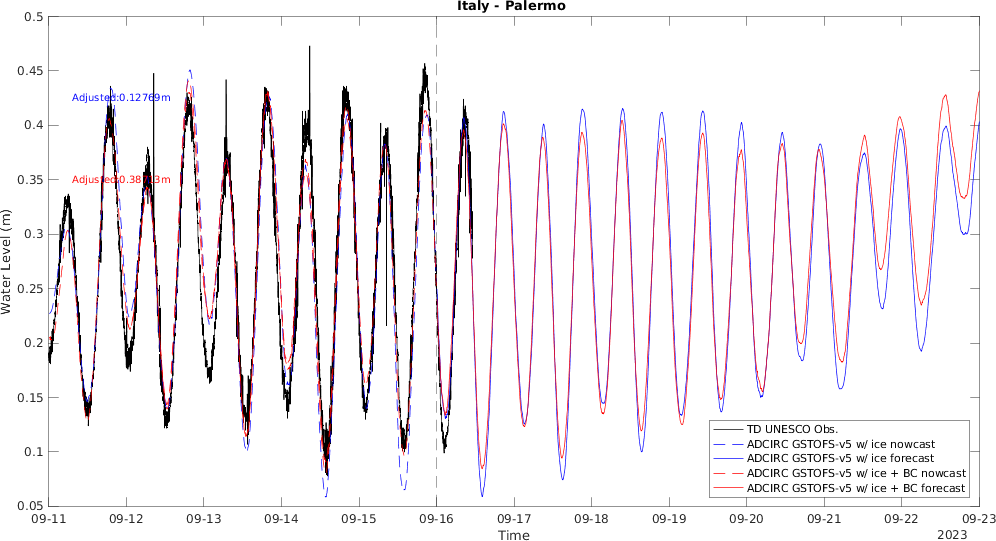 Italy - Palermo
0.5
0.45
0.4
0.35
0.3
0.25
0.2
0.15
0.1
0.05
Water Level (m)
Adjusted:0.12769m
09-11
09-12
09-13
09-14
09-15
09-16
09-17
09-18
09-19
09-20
09-21
09-22
09-23
Time
2023
TD UNESCO Obs.
ADCIRC GSTOFS-v5 w/ ice nowcast
ADCIRC GSTOFS-v5 w/ ice forecast
ADCIRC GSTOFS-v5 w/ ice + BC nowcast
ADCIRC GSTOFS-v5 w/ ice + BC forecast